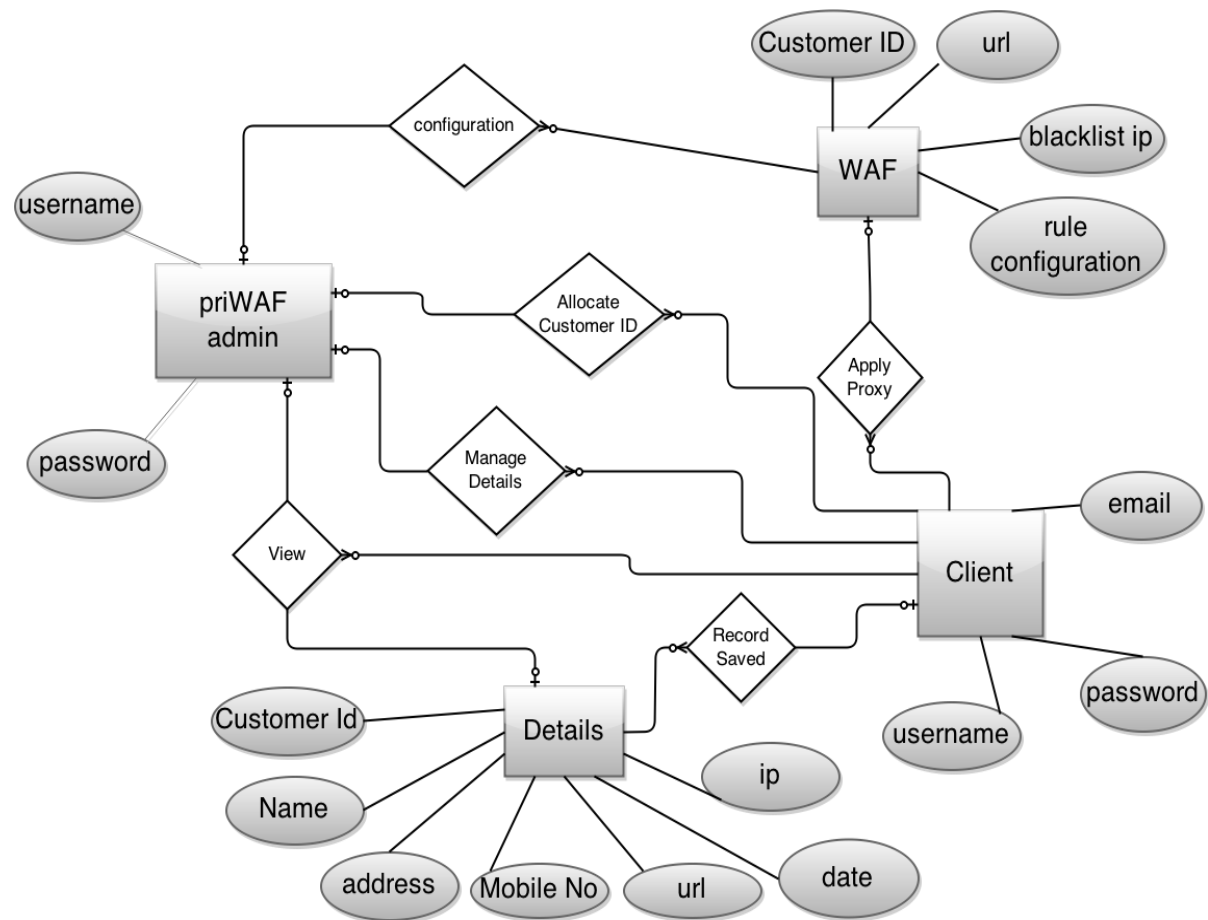 Customer ID
url
configuration
blacklist ip
WAF
username
rule
configuration
priWAF
admin
Allocate
Customer ID
Apply
Proxy
password
Manage
Details
email
View
Client
Record
Saved
password
Customer Id
Details
username
ip
Name
address
Mobile No
url
date